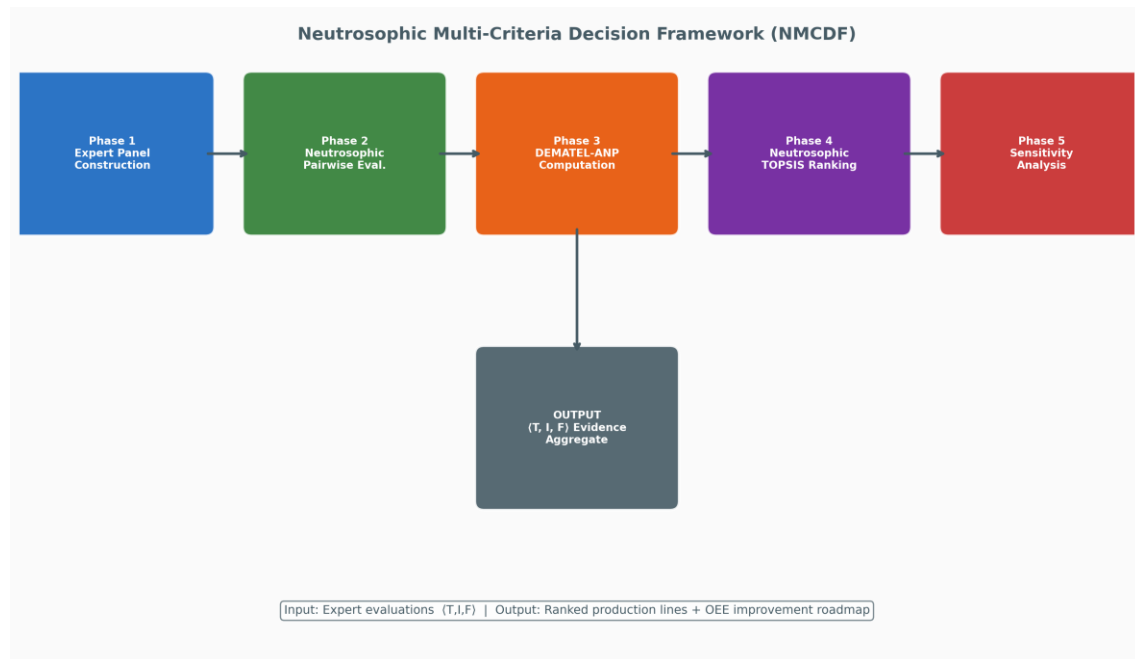 Neutrosophic Multi-Criteria Decision Framework (NMCDF)
Phase 1
Expert Panel
Construction
Phase 2
Neutrosophic
Pairwise Eval.
Phase 3
DEMATEL-ANP
Computation
Phase 4
Neutrosophic
TOPSIS Ranking
Phase 5
Sensitivity
Analysis
OUTPUT
⟨T, I, F⟩ Evidence
Aggregate
Input: Expert evaluations ⟨T,I,F⟩ | Output: Ranked production lines + OEE improvement roadmap